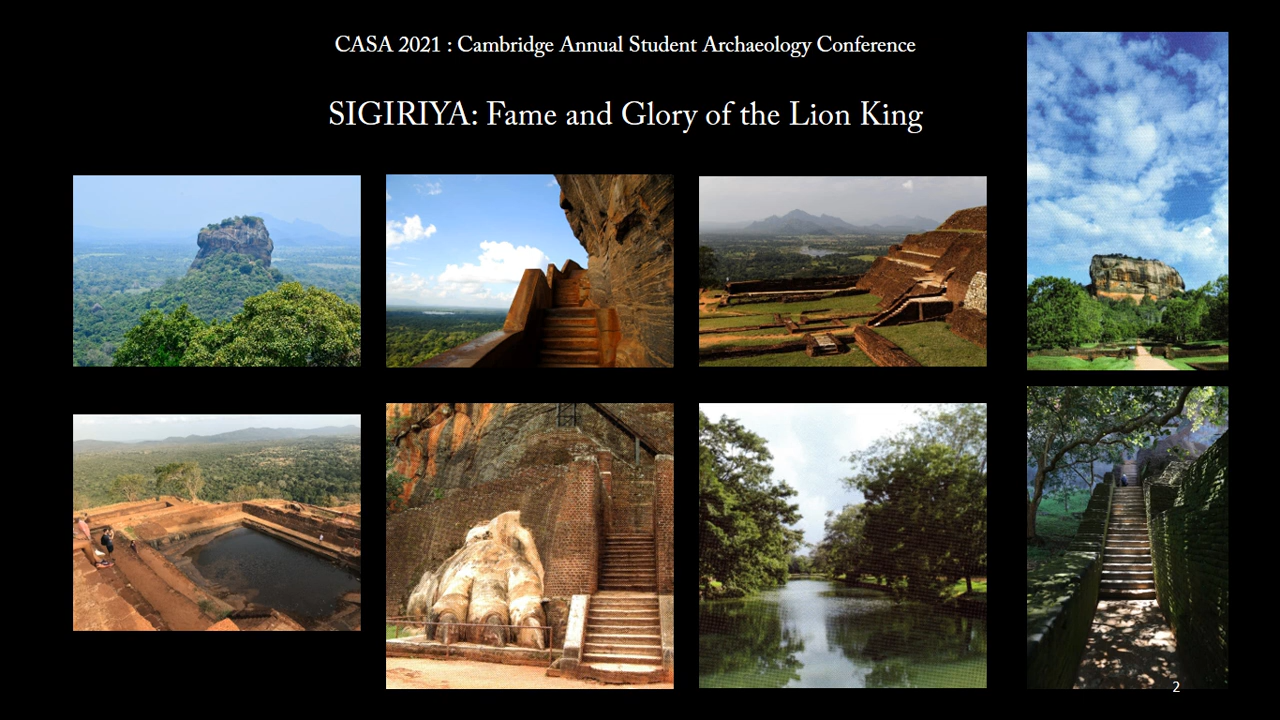 CASA 2021 : Cambridge Annual Student Archaeology Conference
SIGIRIYA: Fame and Glory of the Lion King
2